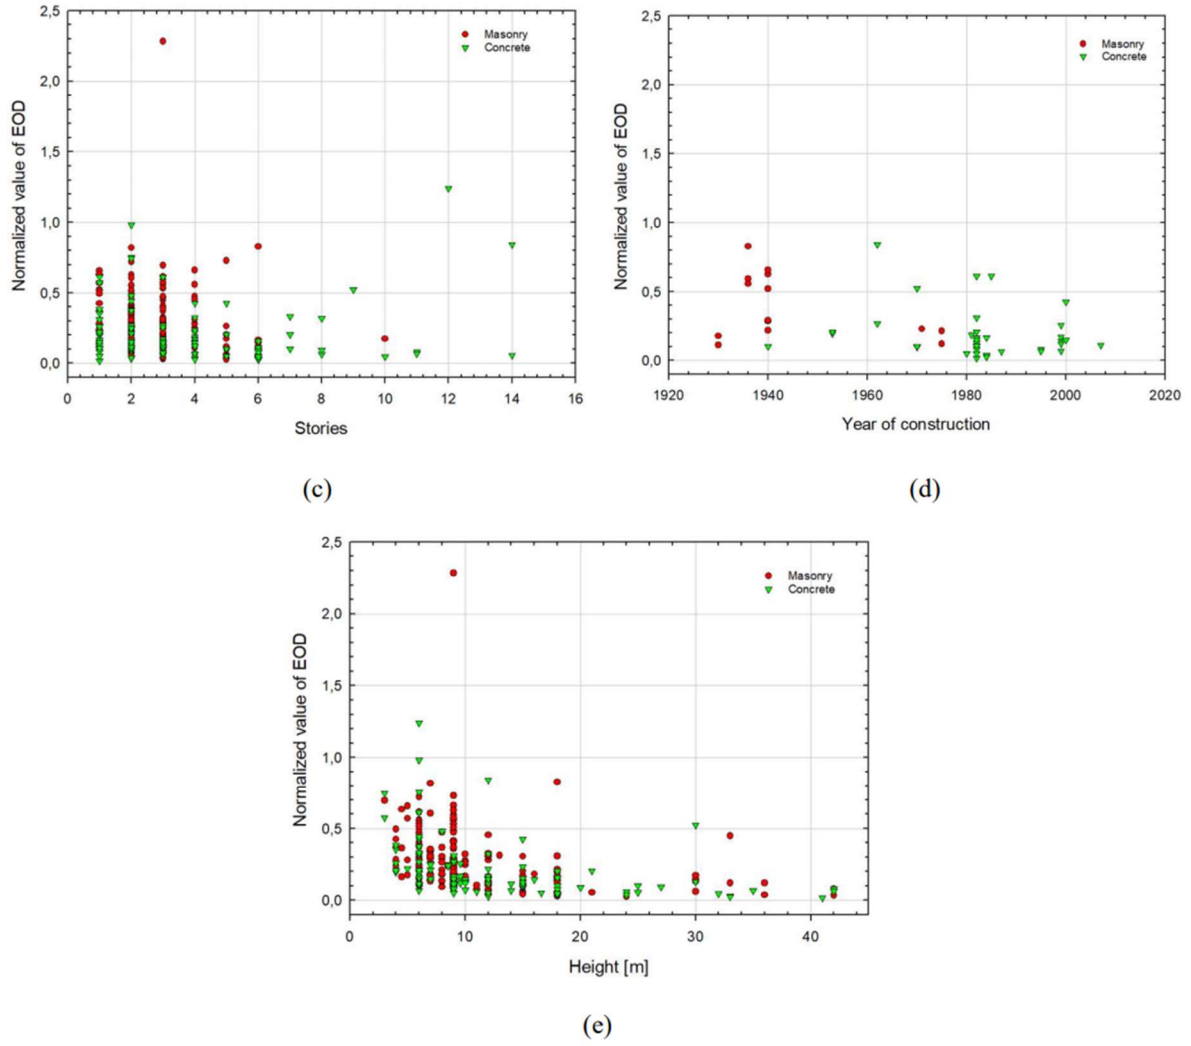 2,5
2,0
1,5
1,0
0,5
0,0
Normalized value of EOD
Masonry
Concrete
0 2 4 6 8 10 12 14 16
Stories
(c)
2,5
2,0
1,5
1,0
0,5
0,0
Normalized value of EOD
Masonry
Concrete
1920 1940 1960 1980 2000 2020
Year of construction
(d)
2,5
2,0
1,5
1,0
0,5
0,0
Normalized value of EOD
Masonry
Concrete
0 10 20 30 40
Height [m]
(e)